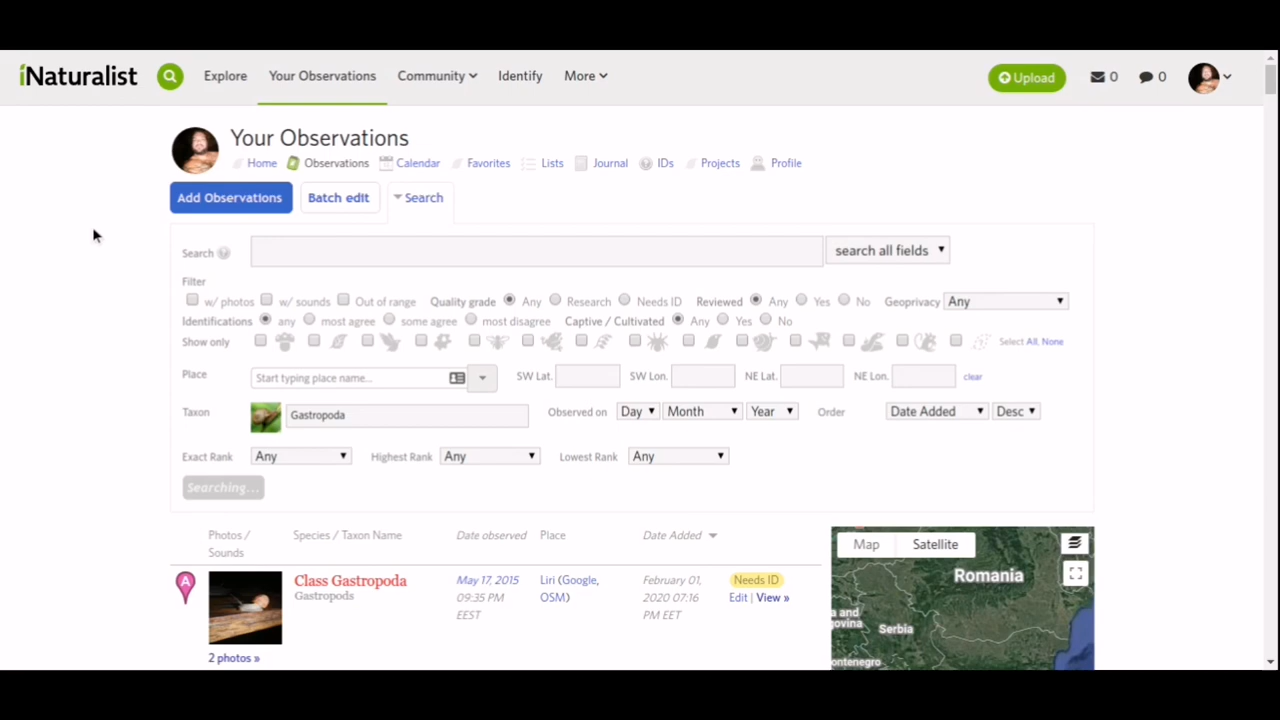 iNaturalist Explore Your Observations Community Identify More Upload 0 0
Your Observations
Home Observations Calendar Favorites Lists Journal IDs Projects Profile
Add Observations Batch edit Search
Search search all fields
Filter
w/ photos w/ sounds Out of range Quality grade Any Research Needs ID Reviewed Any Yes No Geoprivacy Any
Identifications any most agree some agree most disagree Captive / Cultivated Any Yes No
Show only Select All, None
Place Start typing place name... SW Lat. SW Lon. NE Lat. NE Lon. clear
Taxon Gastropoda Observed on Day Month Year Order Date Added Desc
Exact Rank Any Highest Rank Any Lowest Rank Any
Searching...
Photos / Species / Taxon Name Date observed Place Date Added
Sounds
Map Satellite
A Class Gastropoda May 17, 2015 Liri (Google, February 01, Needs ID Romania
Gastropods 09:35 PM OSM) 2020 07:16 Edit | View »
EEST PM EET
a and
ovina Serbia
2 photos » ontenegro